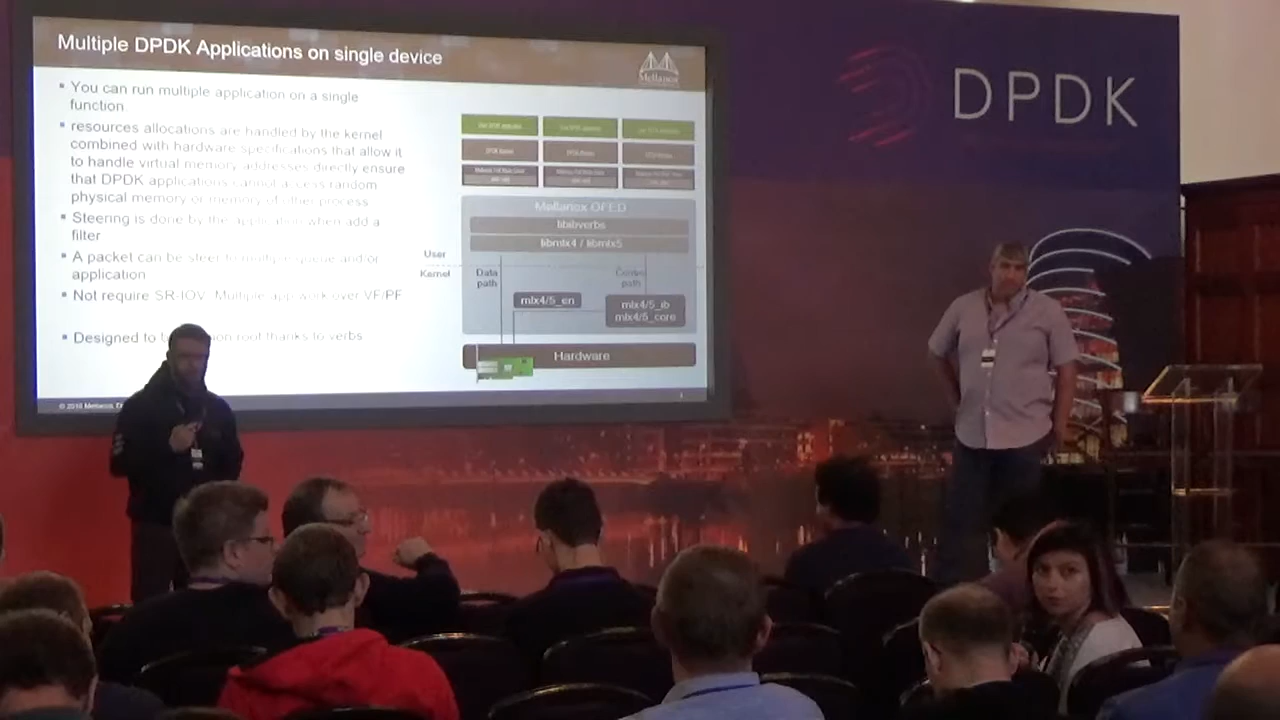 Multiple DPDK Applications on single device
Mellanox
You can run multiple application on a single
function
resources allocations are handled by the kernel
combined with hardware specifications that allow it
to handle virtual memory addresses directly ensure
that DPDK applications cannot access random
physical memory or memory of other process
Steering is done by the application when add a
filter
A packet can be steer to multiple queue and/or
application
Not require SR-IOV. Multiple app work over VF/PF
Designed to thanks to verbs
Mellanox OFED
libibverbs
libmlx4 / libmlx5
User
Kernel
Data
path
Control
path
mlx4/5_en
mlx4/5_ib
mlx4/5_core
Hardware
DPDK